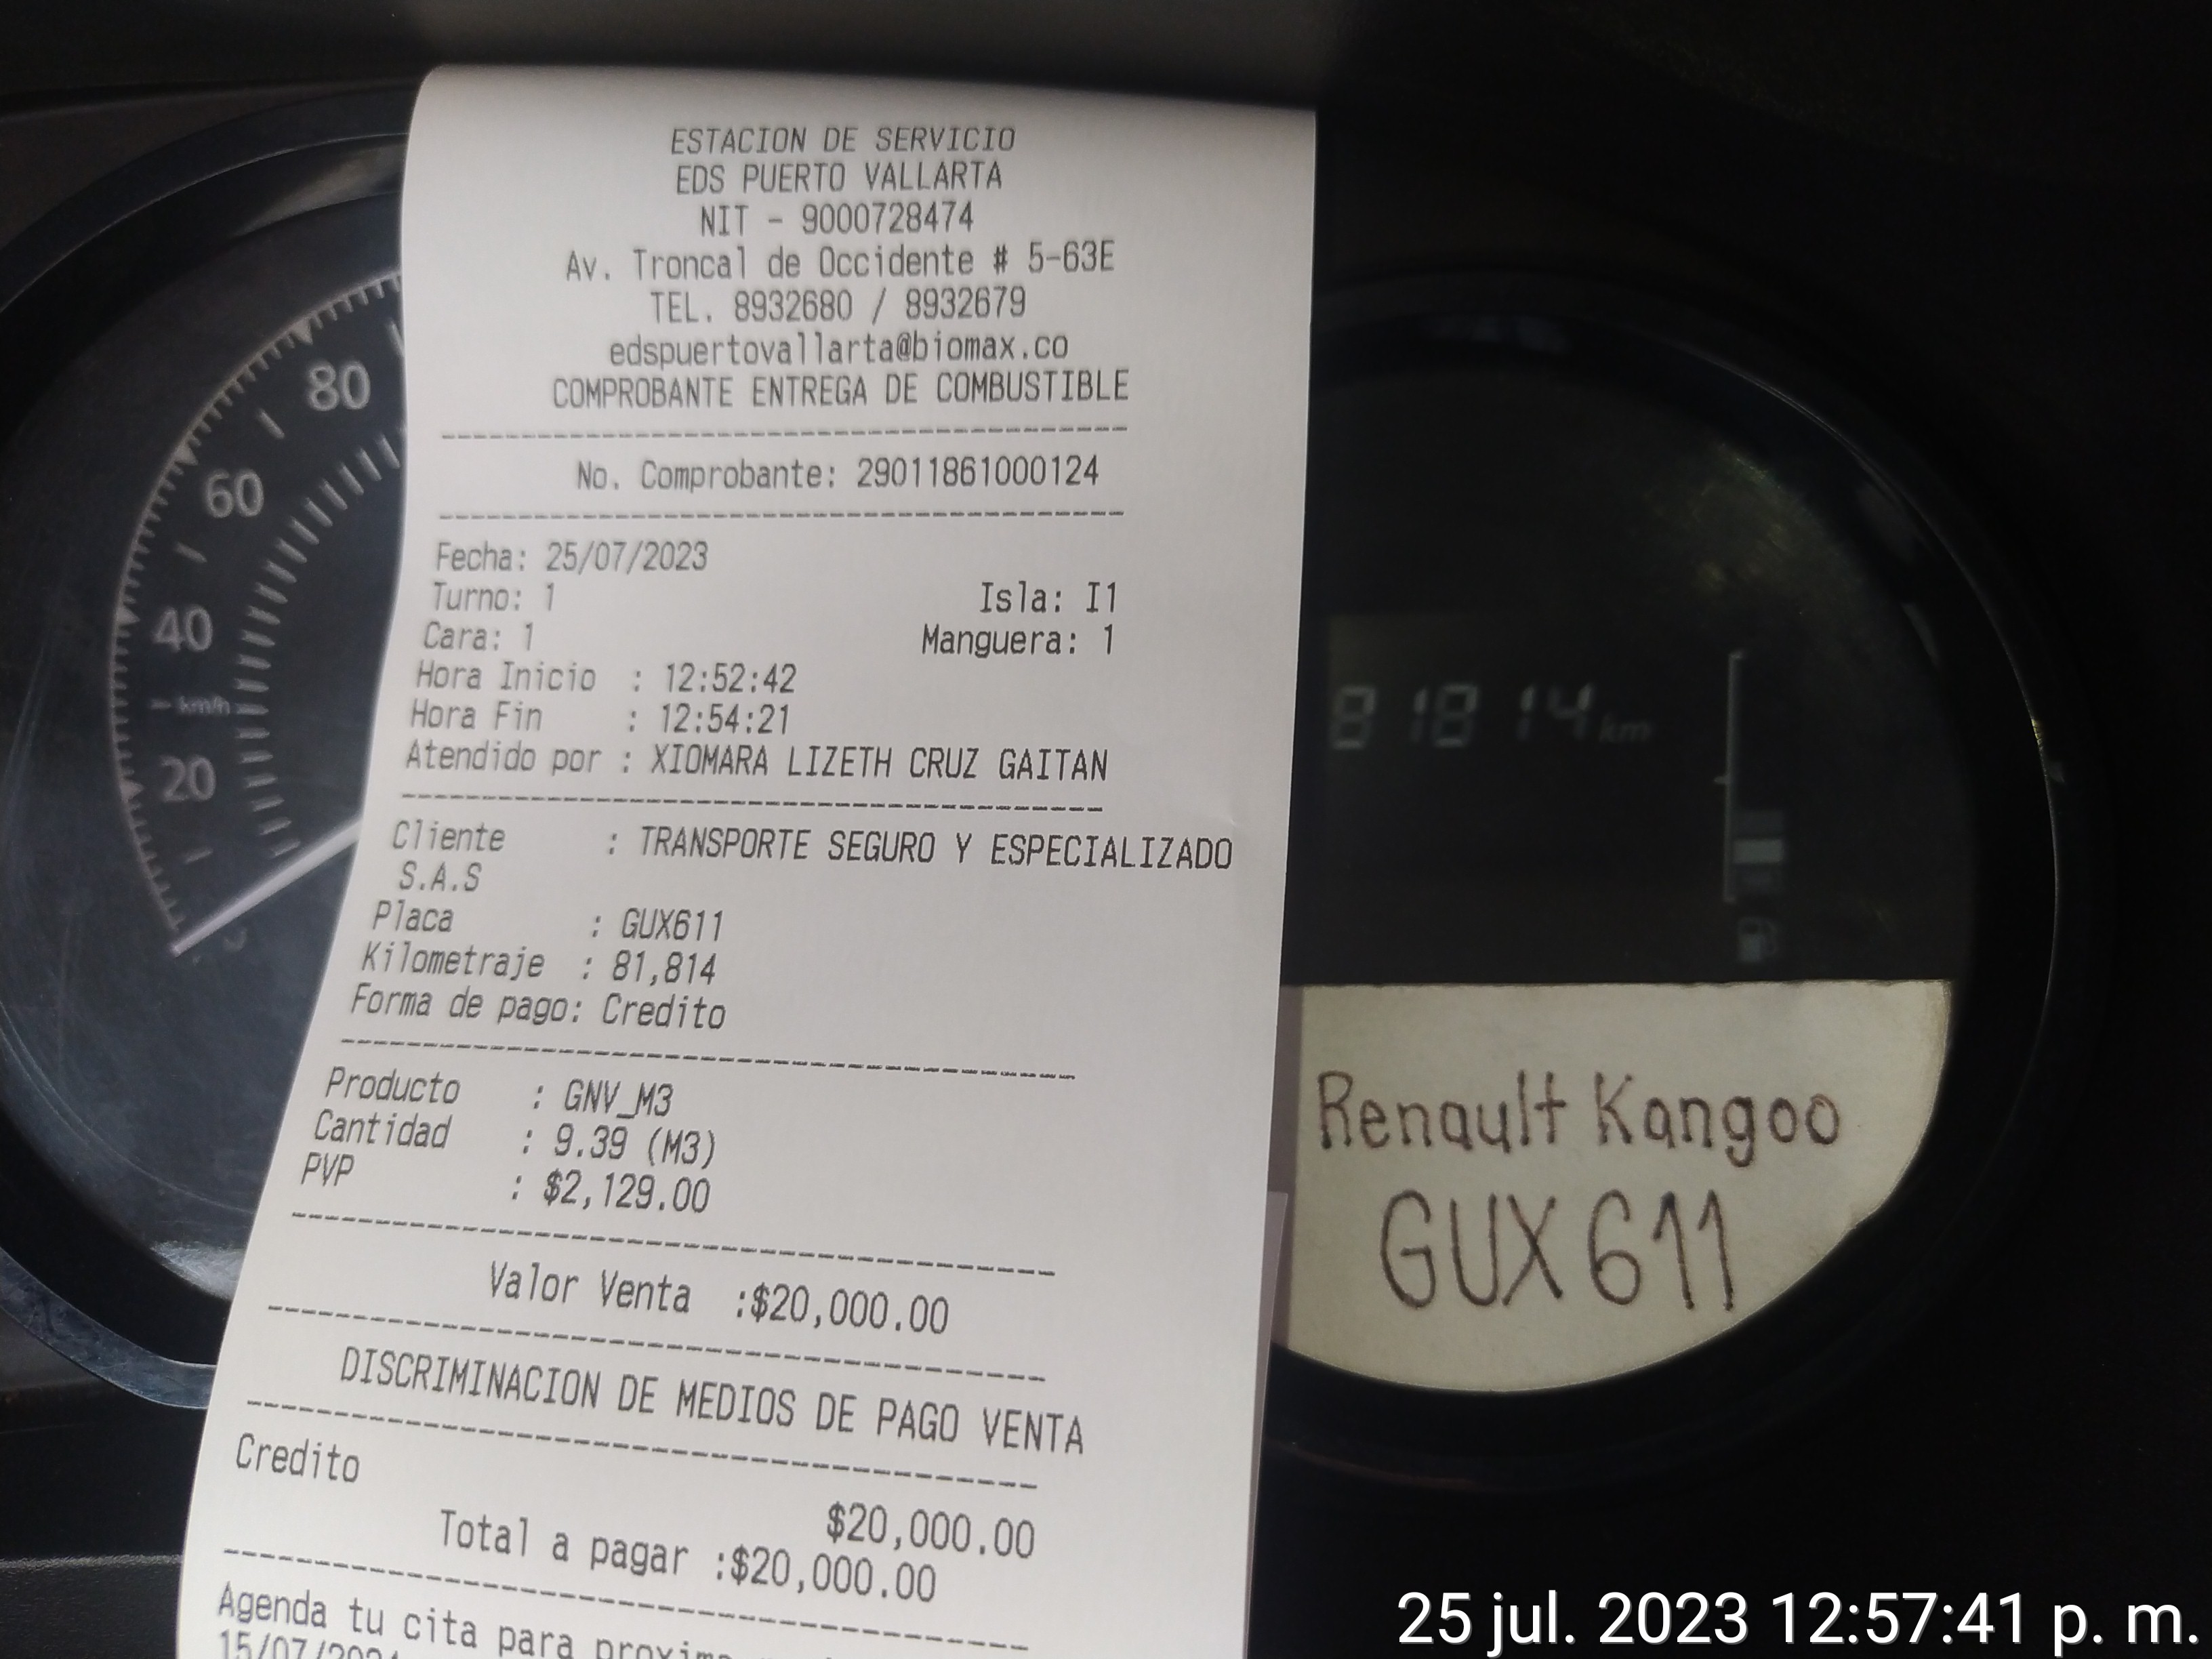 ESTACION DE SERVICIO
EDS PUERTO VALLARTA
NIT - 9000728474
Av. Troncal de Occidente # 5-63E
TEL. 8932680 / 8932679
edspuertovallarta@biomax.co
COMPROBANTE ENTREGA DE COMBUSTIBLE
No. Comprobante: 29011861000124
Fecha: 25/07/2023
Turno: 1 Isla: I1
Cara: 1 Manguera: 1
Hora Inicio : 12:52:42
Hora Fin : 12:54:21
Atendido por : XIOMARA LIZETH CRUZ GAITAN
Cliente : TRANSPORTE SEGURO Y ESPECIALIZADO
S.A.S
Placa : GUX611
Kilometraje : 81,814
Forma de pago: Credito
Producto : GNV_M3
Cantidad : 9.39 (M3)
PVP : $2,129.00
Valor Venta :$20,000.00
DISCRIMINACION DE MEDIOS DE PAGO VENTA
Credito
$20,000.00
Total a pagar :$20,000.00
Agenda tu cita para
80
60
40
km/h
20
81814 km
Renault Kangoo
GUX 611
25 jul. 2023 12:57:41 p. m.